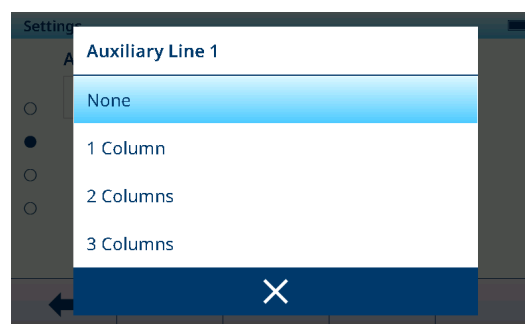 Settings
A
Auxiliary Line 1
None
1 Column
2 Columns
3 Columns